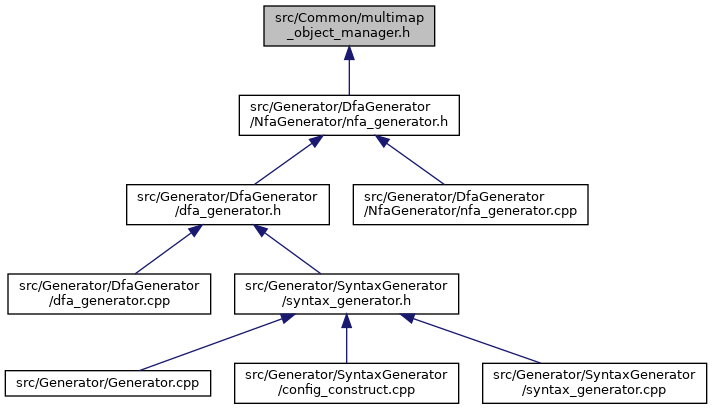 src/Common/multimap
_object_manager.h
src/Generator/DfaGenerator
/NfaGenerator/nfa_generator.h
src/Generator/DfaGenerator
/dfa_generator.h
src/Generator/DfaGenerator
/NfaGenerator/nfa_generator.cpp
src/Generator/DfaGenerator
/dfa_generator.cpp
src/Generator/SyntaxGenerator
/syntax_generator.h
src/Generator/Generator.cpp
src/Generator/SyntaxGenerator
/config_construct.cpp
src/Generator/SyntaxGenerator
/syntax_generator.cpp